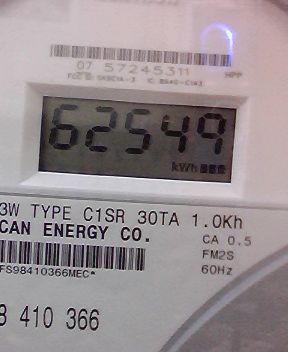 07 57245311 HPP
62549
kWh
3W TYPE C1SR 30TA 1.0Kh
CAN ENERGY CO.
CA 0.5
FM2S
60Hz
FS98410366MEC*
8 410 366